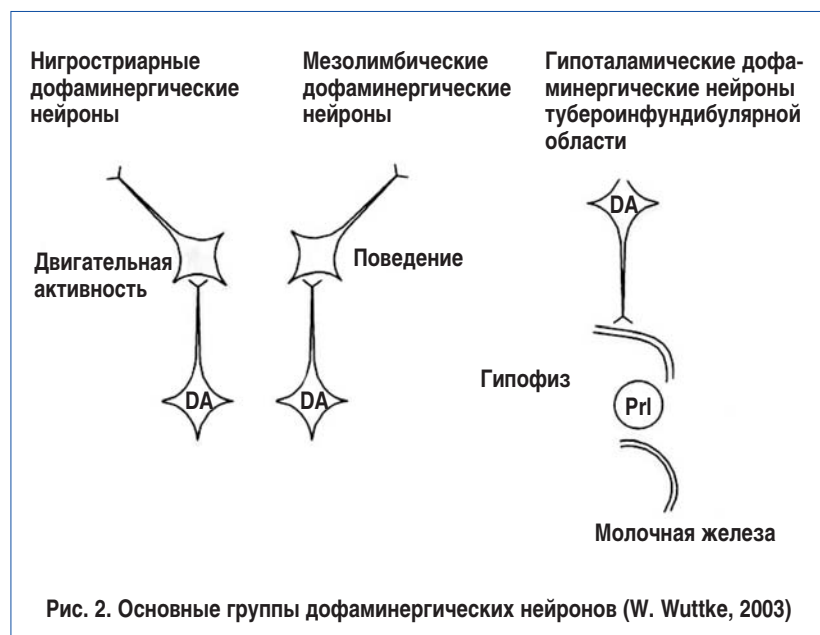 Нигростриарные
дофаминергические
нейроны
Мезолимбические
дофаминергические
нейроны
Гипоталамические дофа-
минергические нейроны
тубероинфундибулярной
области
DA
Двигательная
активность
Поведение
DA
DA
Гипофиз
Prl
Молочная железа
Рис. 2. Основные группы дофаминергических нейронов (W. Wuttke, 2003)